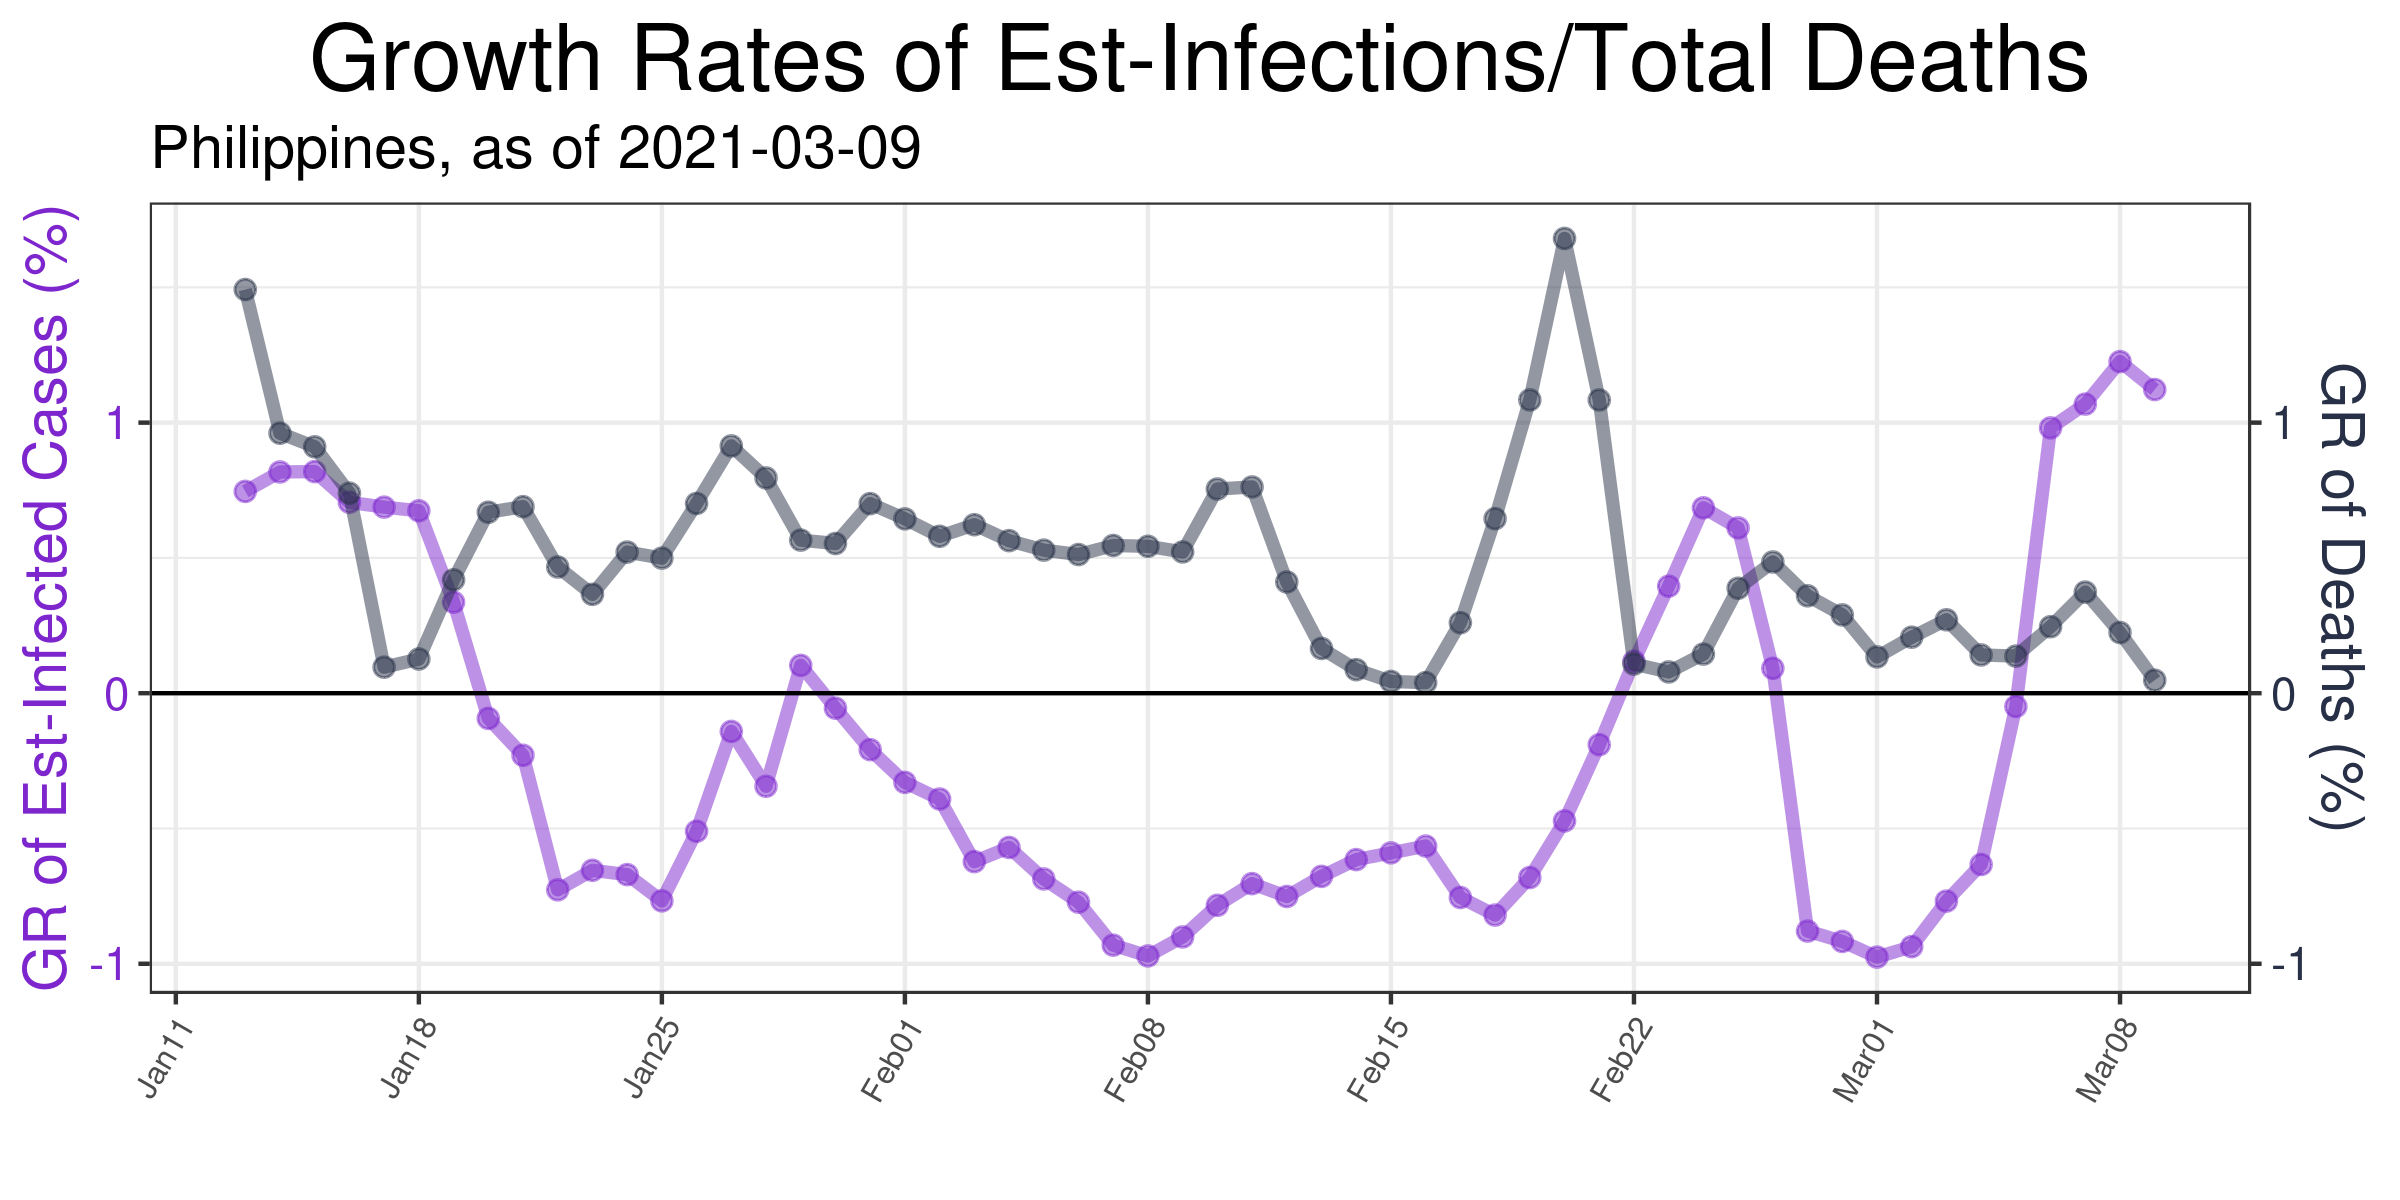 Growth Rates of Est-Infections/Total Deaths
Philippines, as of 2021-03-09
GR of Est-Infected Cases (%)
1
0
-1
GR of Deaths (%)
1
0
-1
Jan11
Jan18
Jan25
Feb01
Feb08
Feb15
Feb22
Mar01
Mar08